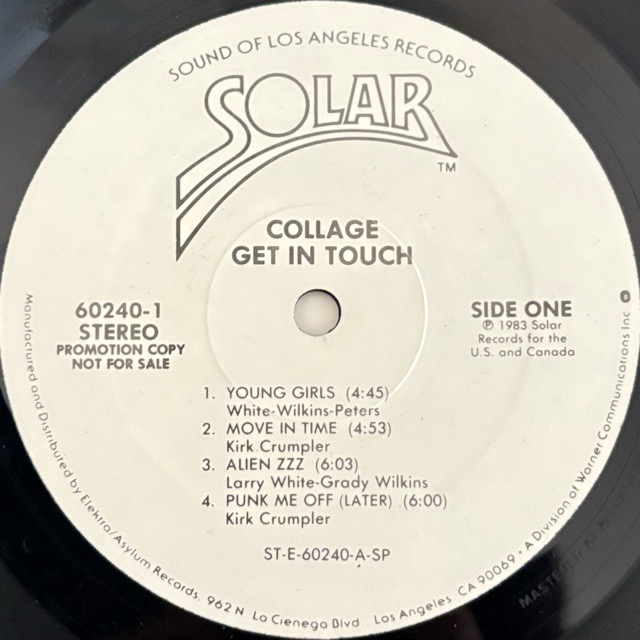 SOUND OF LOS ANGELES RECORDS
SOLAR
TM
COLLAGE
GET IN TOUCH
60240-1
STEREO
PROMOTION COPY
NOT FOR SALE
SIDE ONE
℗ 1983 Solar
Records for the
U.S. and Canada
1. YOUNG GIRLS (4:45)
White-Wilkins-Peters
2. MOVE IN TIME (4:53)
Kirk Crumpler
3. ALIEN ZZZ (6:03)
Larry White-Grady Wilkins
4. PUNK ME OFF (LATER) (6:00)
Kirk Crumpler
ST-E-60240-A-SP
Manufactured and Distributed by Elektra/Asylum Records, 962 N. La Cienega Blvd., Los Angeles, CA 90069 • A Division of Warner Communications Inc.